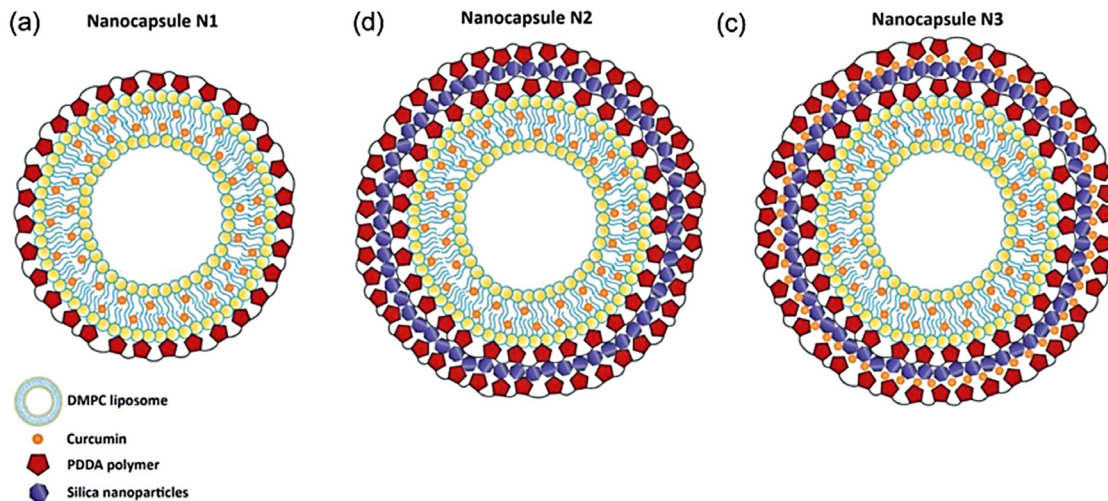 (a)
Nanocapsule N1
(d)
Nanocapsule N2
(c)
Nanocapsule N3
DMPC liposome
Curcumin
PDDA polymer
Silica nanoparticles